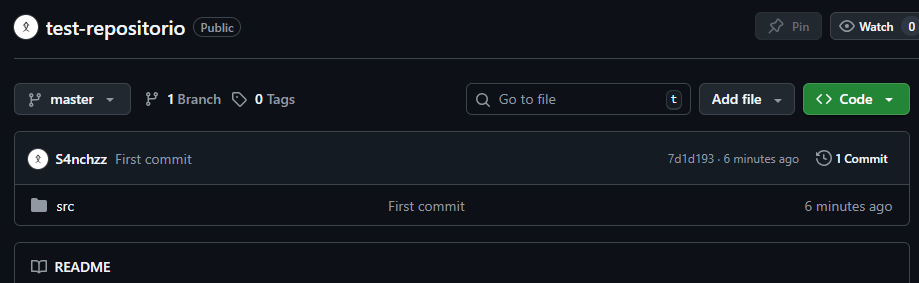 test-repositorio Public Pin Watch 0
master 1 Branch 0 Tags Go to file t Add file Code
S4nchzz First commit 7d1d193 · 6 minutes ago 1 Commit
src First commit 6 minutes ago
README